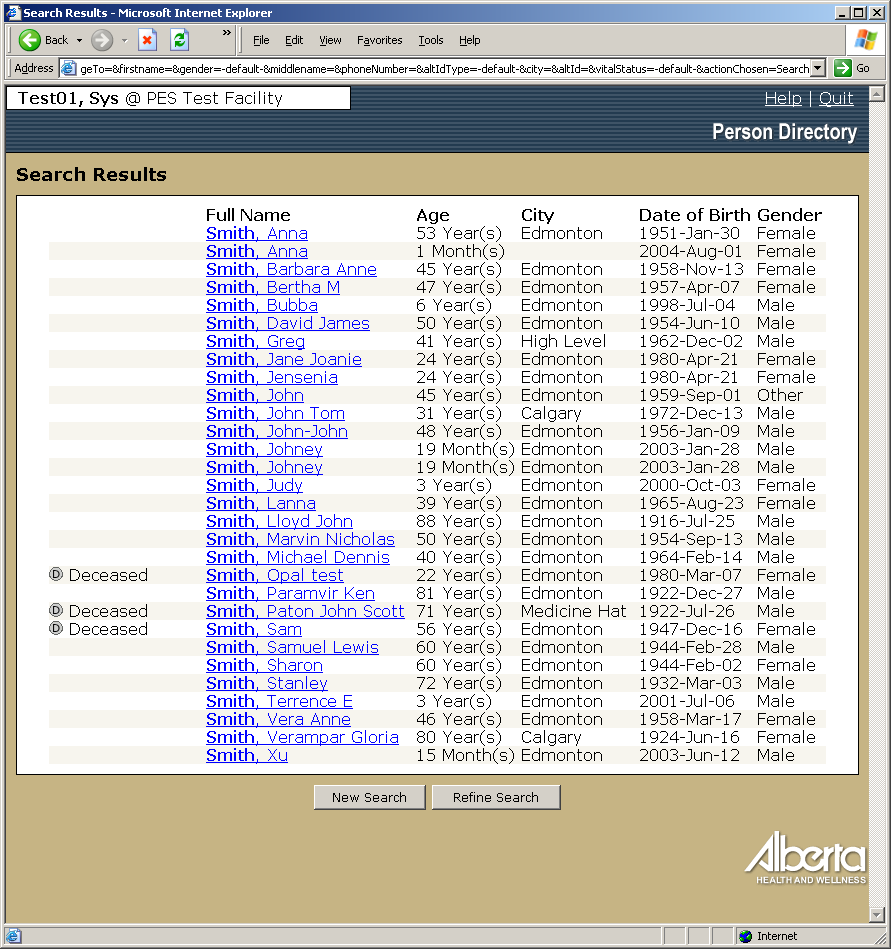 Search Results - Microsoft Internet Explorer
Back » File Edit View Favorites Tools Help
Address geTo=&firstname=&gender=-default-&middlename=&phoneNumber=&altIdType=-default-&city=&altId=&vitalStatus=-default-&actionChosen=Search Go
Test01, Sys @ PES Test Facility Help | Quit
Person Directory
Search Results
Full Name Age City Date of Birth Gender
Smith, Anna 53 Year(s) Edmonton 1951-Jan-30 Female
Smith, Anna 1 Month(s) 2004-Aug-01 Female
Smith, Barbara Anne 45 Year(s) Edmonton 1958-Nov-13 Female
Smith, Bertha M 47 Year(s) Edmonton 1957-Apr-07 Female
Smith, Bubba 6 Year(s) Edmonton 1998-Jul-04 Male
Smith, David James 50 Year(s) Edmonton 1954-Jun-10 Male
Smith, Greg 41 Year(s) High Level 1962-Dec-02 Male
Smith, Jane Joanie 24 Year(s) Edmonton 1980-Apr-21 Female
Smith, Jensenia 24 Year(s) Edmonton 1980-Apr-21 Female
Smith, John 45 Year(s) Edmonton 1959-Sep-01 Other
Smith, John Tom 31 Year(s) Calgary 1972-Dec-13 Male
Smith, John-John 48 Year(s) Edmonton 1956-Jan-09 Male
Smith, Johney 19 Month(s) Edmonton 2003-Jan-28 Male
Smith, Johney 19 Month(s) Edmonton 2003-Jan-28 Male
Smith, Judy 3 Year(s) Edmonton 2000-Oct-03 Female
Smith, Lanna 39 Year(s) Edmonton 1965-Aug-23 Female
Smith, Lloyd John 88 Year(s) Edmonton 1916-Jul-25 Male
Smith, Marvin Nicholas 50 Year(s) Edmonton 1954-Sep-13 Male
Smith, Michael Dennis 40 Year(s) Edmonton 1964-Feb-14 Male
D Deceased Smith, Opal test 22 Year(s) Edmonton 1980-Mar-07 Female
Smith, Paramvir Ken 81 Year(s) Edmonton 1922-Dec-27 Male
D Deceased Smith, Paton John Scott 71 Year(s) Medicine Hat 1922-Jul-26 Male
D Deceased Smith, Sam 56 Year(s) Edmonton 1947-Dec-16 Female
Smith, Samuel Lewis 60 Year(s) Edmonton 1944-Feb-28 Male
Smith, Sharon 60 Year(s) Edmonton 1944-Feb-02 Female
Smith, Stanley 72 Year(s) Edmonton 1932-Mar-03 Male
Smith, Terrence E 3 Year(s) Edmonton 2001-Jul-06 Male
Smith, Vera Anne 46 Year(s) Edmonton 1958-Mar-17 Female
Smith, Verampar Gloria 80 Year(s) Calgary 1924-Jun-16 Female
Smith, Xu 15 Month(s) Edmonton 2003-Jun-12 Male
New Search Refine Search
Alberta
HEALTH AND WELLNESS
Internet